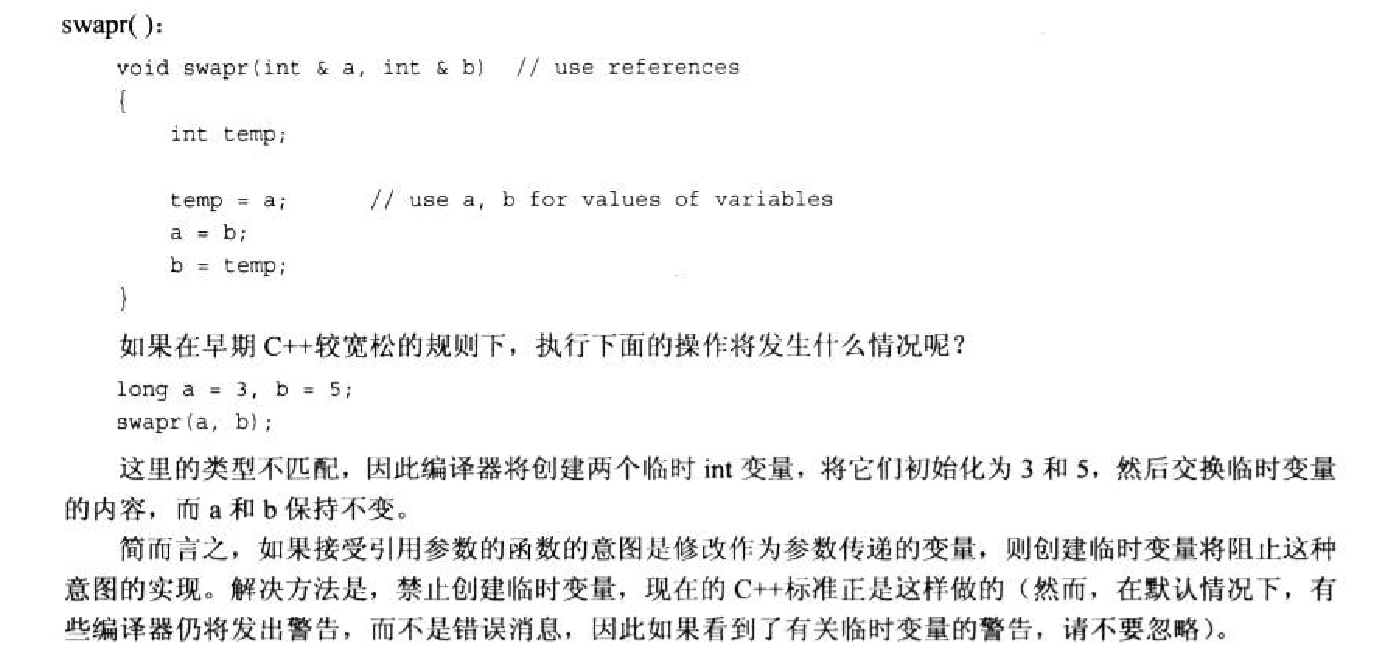 swapr( ):
void swapr(int & a, int & b)  // use references
{
    int temp;
    temp = a;      // use a, b for values of variables
    a = b;
    b = temp;
}
如果在早期 C++较宽松的规则下，执行下面的操作将发生什么情况呢？
long a = 3, b = 5;
swapr(a, b);
这里的类型不匹配，因此编译器将创建两个临时 int 变量，将它们初始化为 3 和 5，然后交换临时变量
的内容，而 a 和 b 保持不变。
简而言之，如果接受引用参数的函数的意图是修改作为参数传递的变量，则创建临时变量将阻止这种
意图的实现。解决方法是，禁止创建临时变量，现在的 C++标准正是这样做的（然而，在默认情况下，有
些编译器仍将发出警告，而不是错误消息，因此如果看到了有关临时变量的警告，请不要忽略）。